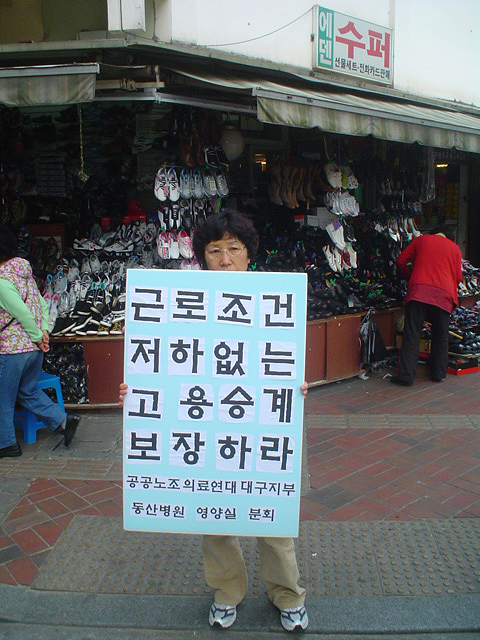 에덴
수퍼
선물세트·전화카드판매
근로조건
저하없는
고용승계
보장하라
공공노조의료연대 대구지부
동산병원 영양실 분회